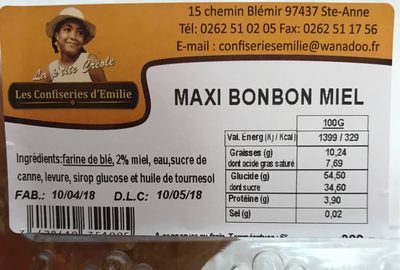 15 chemin Blémir 97437 Ste-Anne
Tél: 0262 51 02 05 Fax: 0262 51 17 56
E-mail : confiseriesemilie@wanadoo.fr
La p'tite Créole
Les Confiseries d'Emilie
MAXI BONBON MIEL
100G
Val. Energ (Kj / Kcal) 1399 / 329
Graisses (g) 10,24
dont acide gras saturé 7,69
Glucide (g) 54,50
dont sucre 34,60
Protéine (g) 3,90
Sel (g) 0,02
Ingrédients:farine de blé, 2% miel, eau,sucre de
canne, levure, sirop glucose et huile de tournesol
FAB.: 10/04/18 D.L.C: 10/05/18